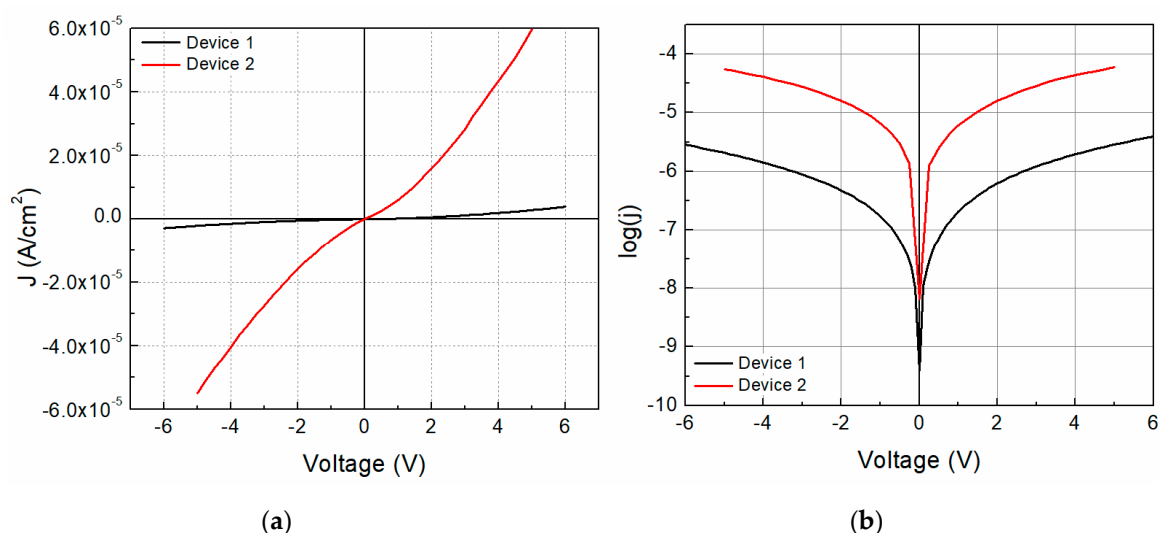 6.0x10⁻⁵
4.0x10⁻⁵
2.0x10⁻⁵
0.0
-2.0x10⁻⁵
-4.0x10⁻⁵
-6.0x10⁻⁵
J (A/cm²)
Device 1
Device 2
-6 -4 -2 0 2 4 6
Voltage (V)
(a)
-4
-5
-6
-7
-8
-9
-10
log(j)
Device 1
Device 2
-6 -4 -2 0 2 4 6
Voltage (V)
(b)